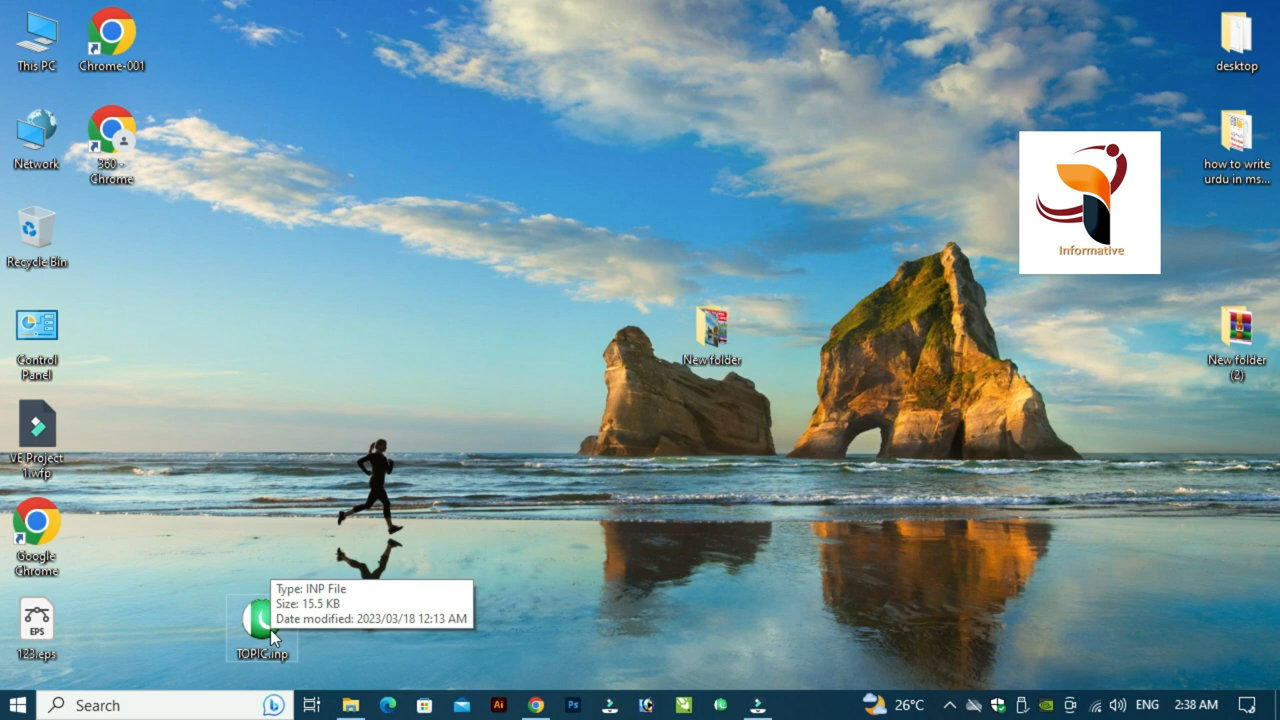 This PC
Chrome-001
desktop
Network
360 -
Chrome
how to write
urdu in ms...
Informative
Recycle Bin
Control
Panel
New folder
New folder
(2)
VE Project
1.wfp
Google
Chrome
Type: INP File
Size: 15.5 KB
Date modified: 2023/03/18 12:13 AM
EPS
123.eps
TOPIC.inp
Search
Ai
Ps
26°C
ENG
2:38 AM